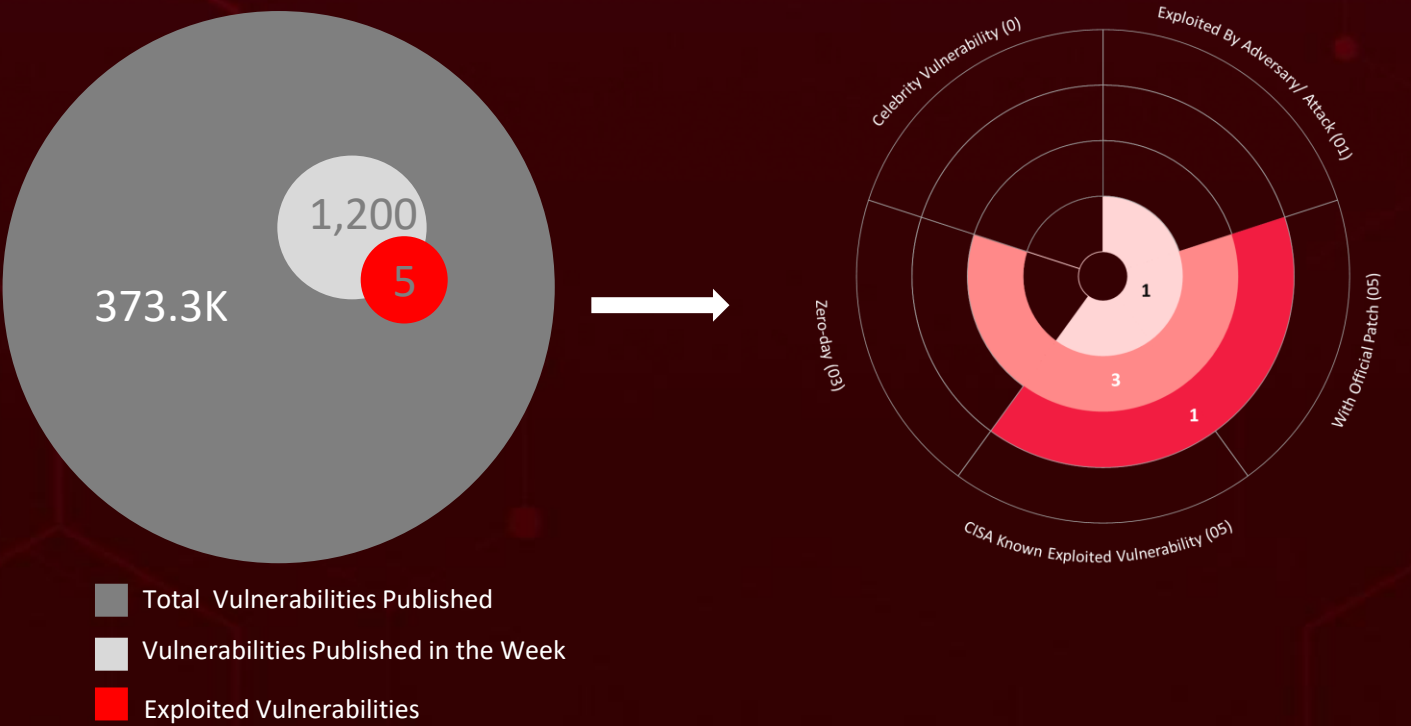 373.3K
1,200
5
Total Vulnerabilities Published
Vulnerabilities Published in the Week
Exploited Vulnerabilities
Celebrity Vulnerability (0)
Exploited By Adversary/ Attack (01)
With Official Patch (05)
CISA Known Exploited Vulnerability (05)
Zero-day (03)
1
3
1